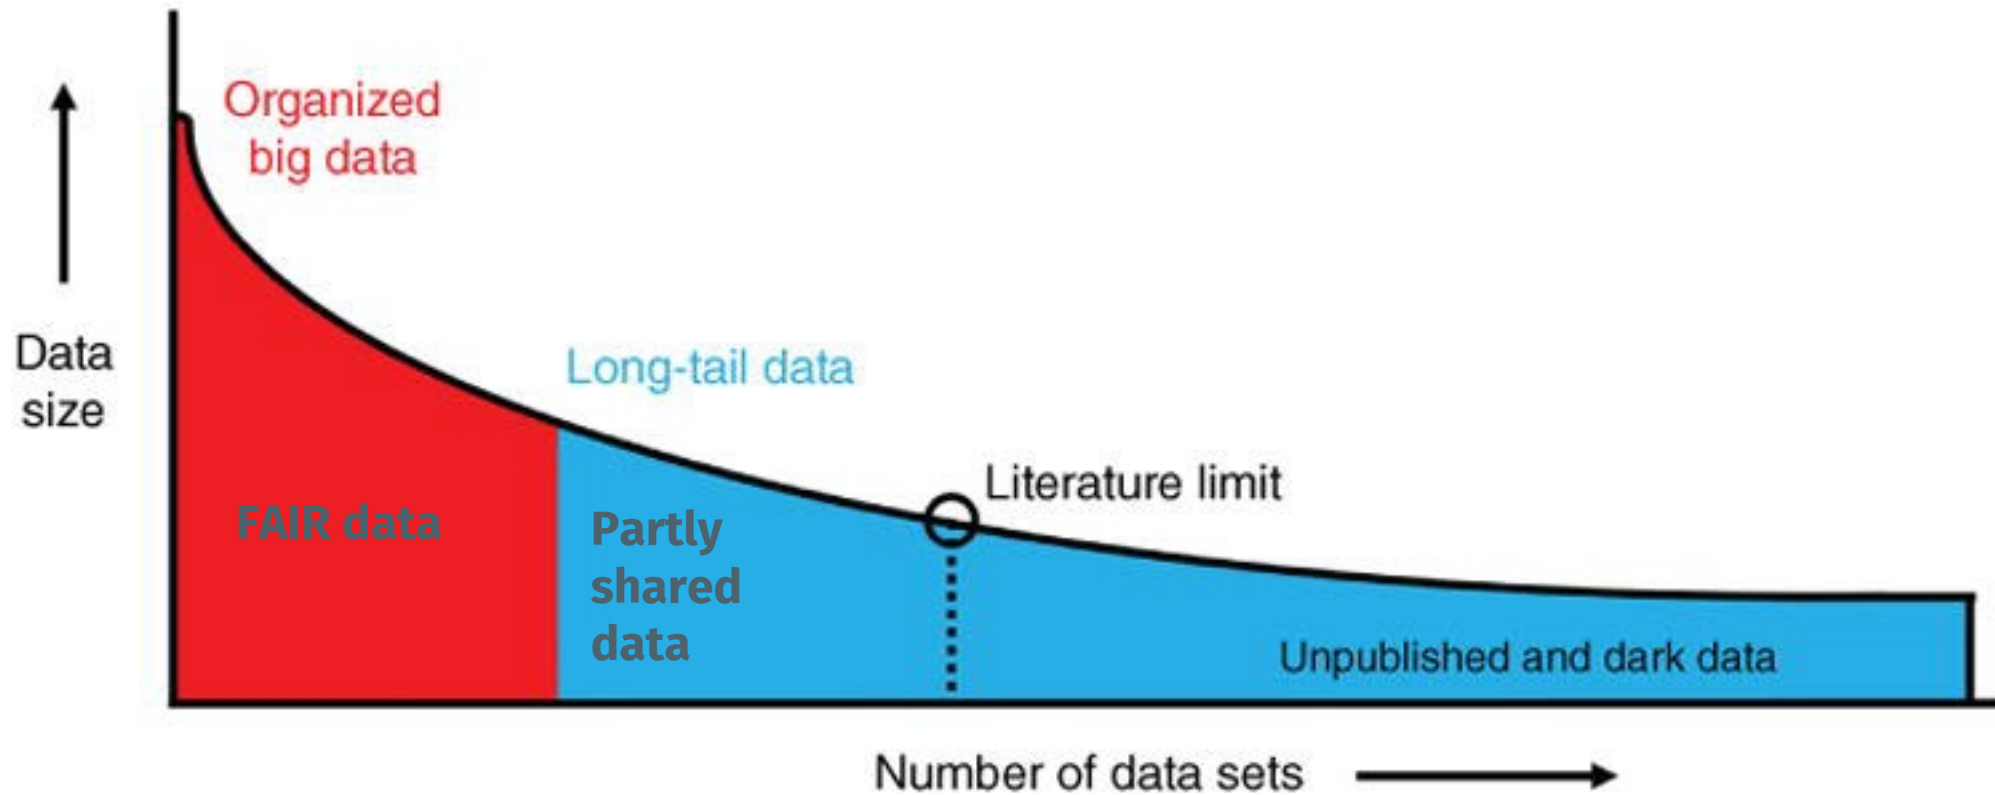 Organized
big data
Data
size
Long-tail data
Literature limit
FAIR data
Partly
shared
data
Unpublished and dark data
Number of data sets